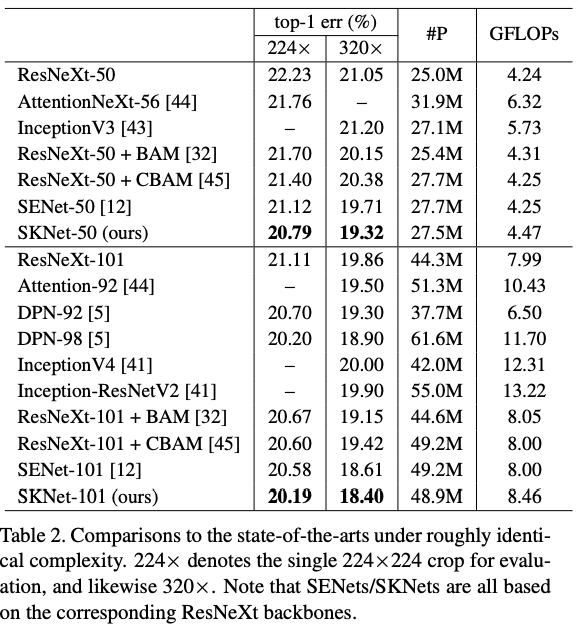 top-1 err (%) #P GFLOPs
224× 320×
ResNeXt-50 22.23 21.05 25.0M 4.24
AttentionNeXt-56 [44] 21.76 – 31.9M 6.32
InceptionV3 [43] – 21.20 27.1M 5.73
ResNeXt-50 + BAM [32] 21.70 20.15 25.4M 4.31
ResNeXt-50 + CBAM [45] 21.40 20.38 27.7M 4.25
SENet-50 [12] 21.12 19.71 27.7M 4.25
SKNet-50 (ours) 20.79 19.32 27.5M 4.47
ResNeXt-101 21.11 19.86 44.3M 7.99
Attention-92 [44] – 19.50 51.3M 10.43
DPN-92 [5] 20.70 19.30 37.7M 6.50
DPN-98 [5] 20.20 18.90 61.6M 11.70
InceptionV4 [41] – 20.00 42.0M 12.31
Inception-ResNetV2 [41] – 19.90 55.0M 13.22
ResNeXt-101 + BAM [32] 20.67 19.15 44.6M 8.05
ResNeXt-101 + CBAM [45] 20.60 19.42 49.2M 8.00
SENet-101 [12] 20.58 18.61 49.2M 8.00
SKNet-101 (ours) 20.19 18.40 48.9M 8.46
Table 2. Comparisons to the state-of-the-arts under roughly identi-
cal complexity. 224× denotes the single 224×224 crop for evalu-
ation, and likewise 320×. Note that SENets/SKNets are all based
on the corresponding ResNeXt backbones.